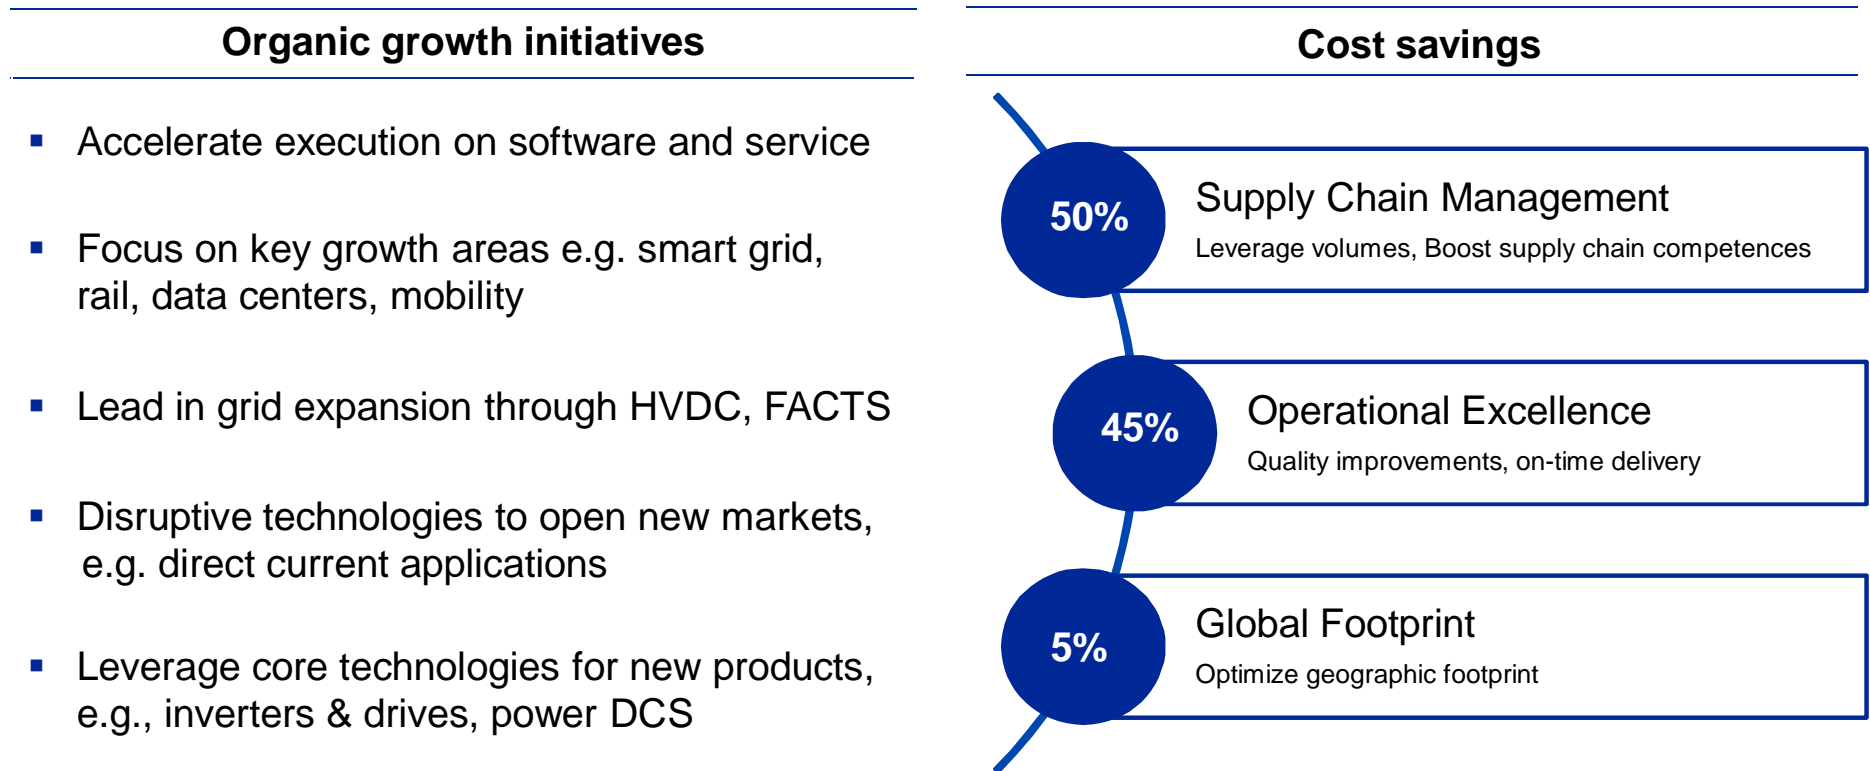 Organic growth initiatives
Accelerate execution on software and service
Focus on key growth areas e.g. smart grid,
rail, data centers, mobility
Lead in grid expansion through HVDC, FACTS
Disruptive technologies to open new markets,
e.g. direct current applications
Leverage core technologies for new products,
e.g., inverters & drives, power DCS
Cost savings
50%
Supply Chain Management
Leverage volumes, Boost supply chain competences
45%
Operational Excellence
Quality improvements, on-time delivery
5%
Global Footprint
Optimize geographic footprint